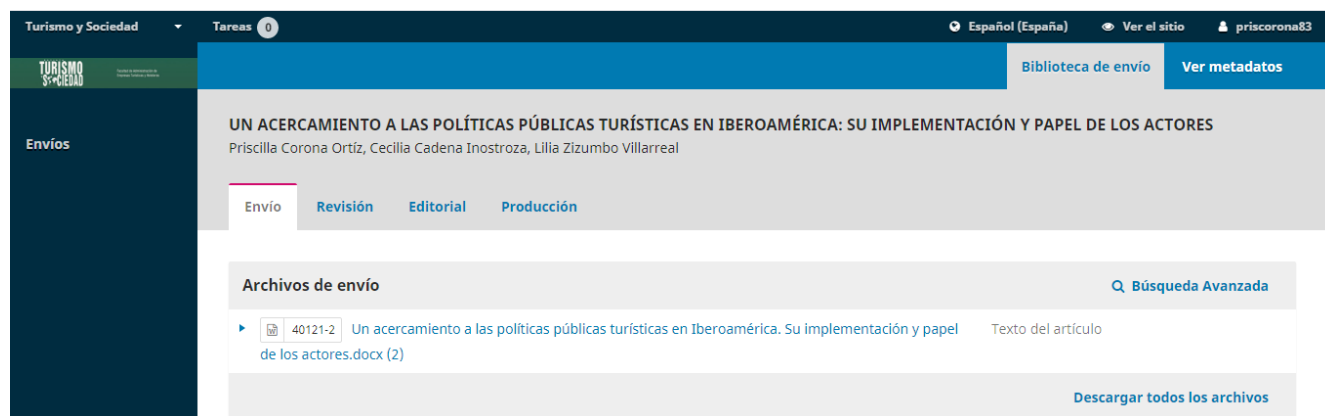 Turismo y Sociedad
Tareas 0
Español (España)
Ver el sitio
priscorona83
TURISMO
SOCIEDAD
Biblioteca de envío
Ver metadatos
Envíos
UN ACERCAMIENTO A LAS POLÍTICAS PÚBLICAS TURÍSTICAS EN IBEROAMÉRICA: SU IMPLEMENTACIÓN Y PAPEL DE LOS ACTORES
Priscilla Corona Ortíz, Cecilia Cadena Inostroza, Lilia Zizumbo Villarreal
Envío
Revisión
Editorial
Producción
Archivos de envío
Búsqueda Avanzada
40121-2 Un acercamiento a las políticas públicas turísticas en Iberoamérica. Su implementación y papel
de los actores.docx (2)
Texto del artículo
Descargar todos los archivos